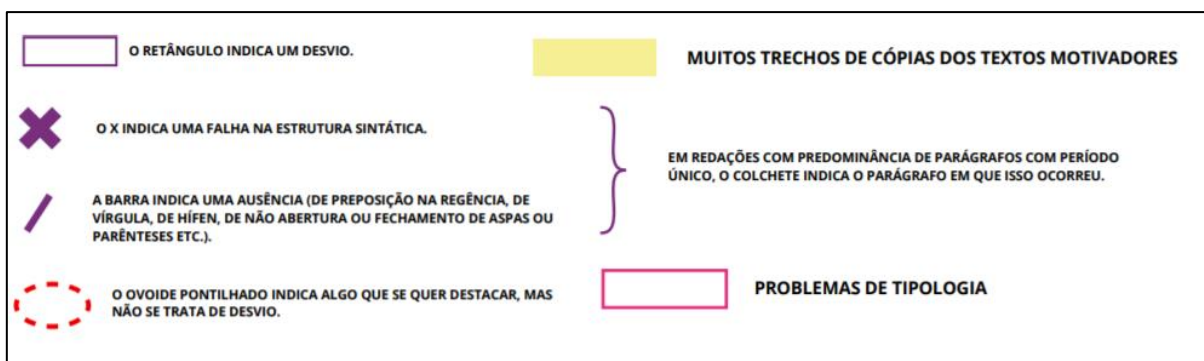 O RETÂNGULO INDICA UM DESVIO.
O X INDICA UMA FALHA NA ESTRUTURA SINTÁTICA.
A BARRA INDICA UMA AUSÊNCIA (DE PREPOSIÇÃO NA REGÊNCIA, DE
VÍRGULA, DE HÍFEN, DE NÃO ABERTURA OU FECHAMENTO DE ASPAS OU
PARÊNTESES ETC.).
O OVOIDE PONTILHADO INDICA ALGO QUE SE QUER DESTACAR, MAS
NÃO SE TRATA DE DESVIO.
MUITOS TRECHOS DE CÓPIAS DOS TEXTOS MOTIVADORES
EM REDAÇÕES COM PREDOMINÂNCIA DE PARÁGRAFOS COM PERÍODO
ÚNICO, O COLCHETE INDICA O PARÁGRAFO EM QUE ISSO OCORREU.
PROBLEMAS DE TIPOLOGIA